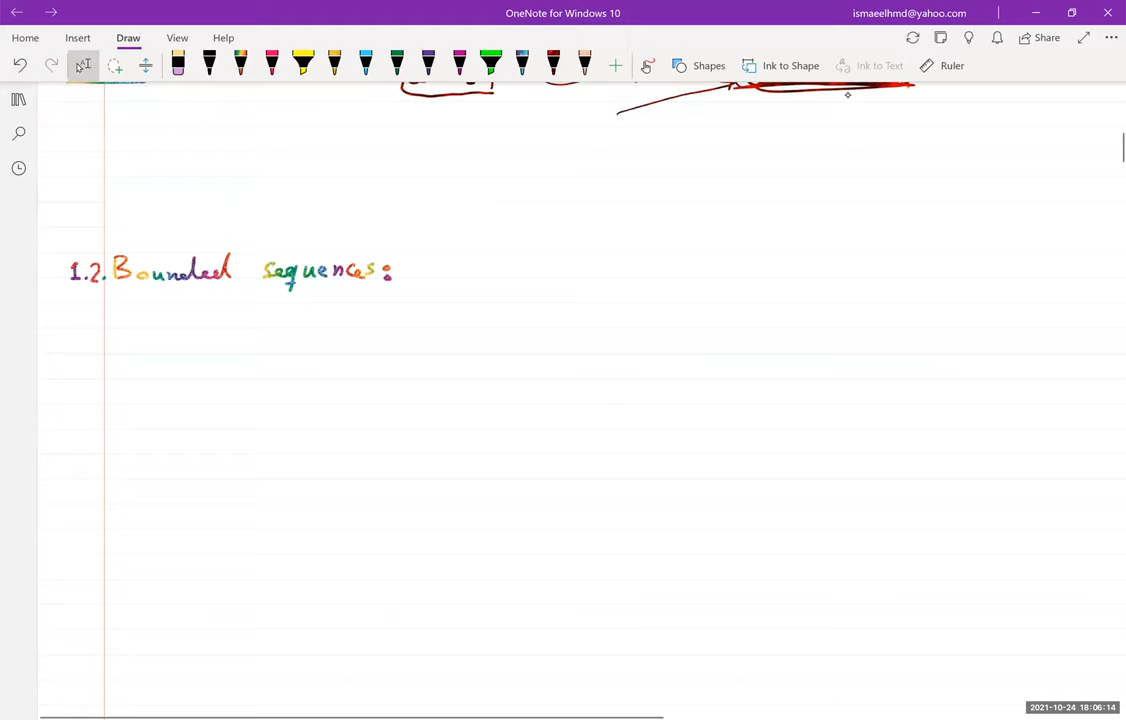 OneNote for Windows 10
ismaeelhmd@yahoo.com
Home Insert Draw View Help
Share
Shapes Ink to Shape Ink to Text Ruler
1.2. Bounded sequences:
2021-10-24 18:06:14